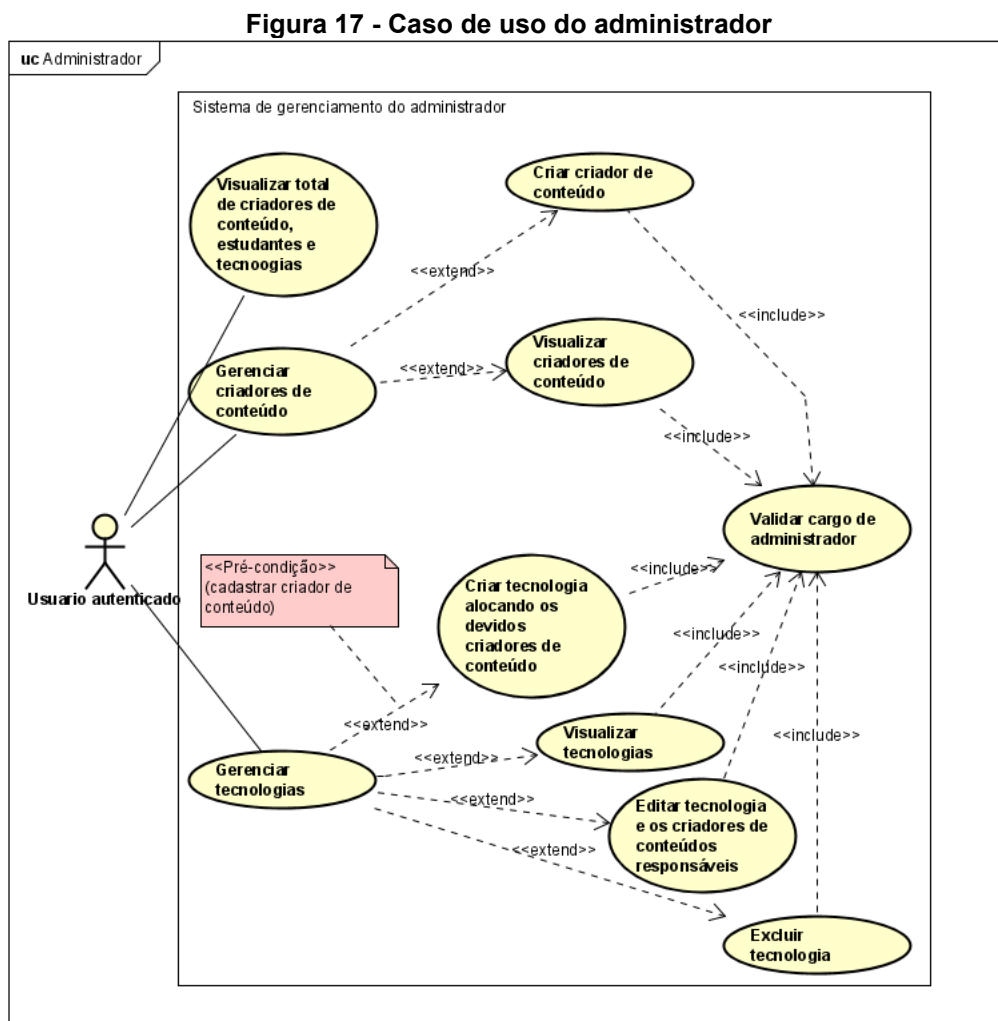 Figura 17 - Caso de uso do administrador
uc Administrador
Sistema de gerenciamento do administrador
Visualizar total
de criadores de
conteúdo,
estudantes e
tecnoogias
Criar criador de
conteúdo
<<extend>>
<<include>>
Gerenciar
criadores de
conteúdo
<<extend>>
Visualizar
criadores de
conteúdo
<<include>>
Validar cargo de
administrador
Usuario autenticado
<<Pré-condição>>
(cadastrar criador de
conteúdo)
Criar tecnologia
alocando os
devidos
criadores de
conteúdo
<<include>>
<<include>>
<<include>>
<<extend>>
Visualizar
tecnologias
<<include>>
Gerenciar
tecnologias
<<extend>>
<<extend>>
Editar tecnologia
e os criadores de
conteúdos
responsáveis
<<extend>>
Excluir
tecnologia